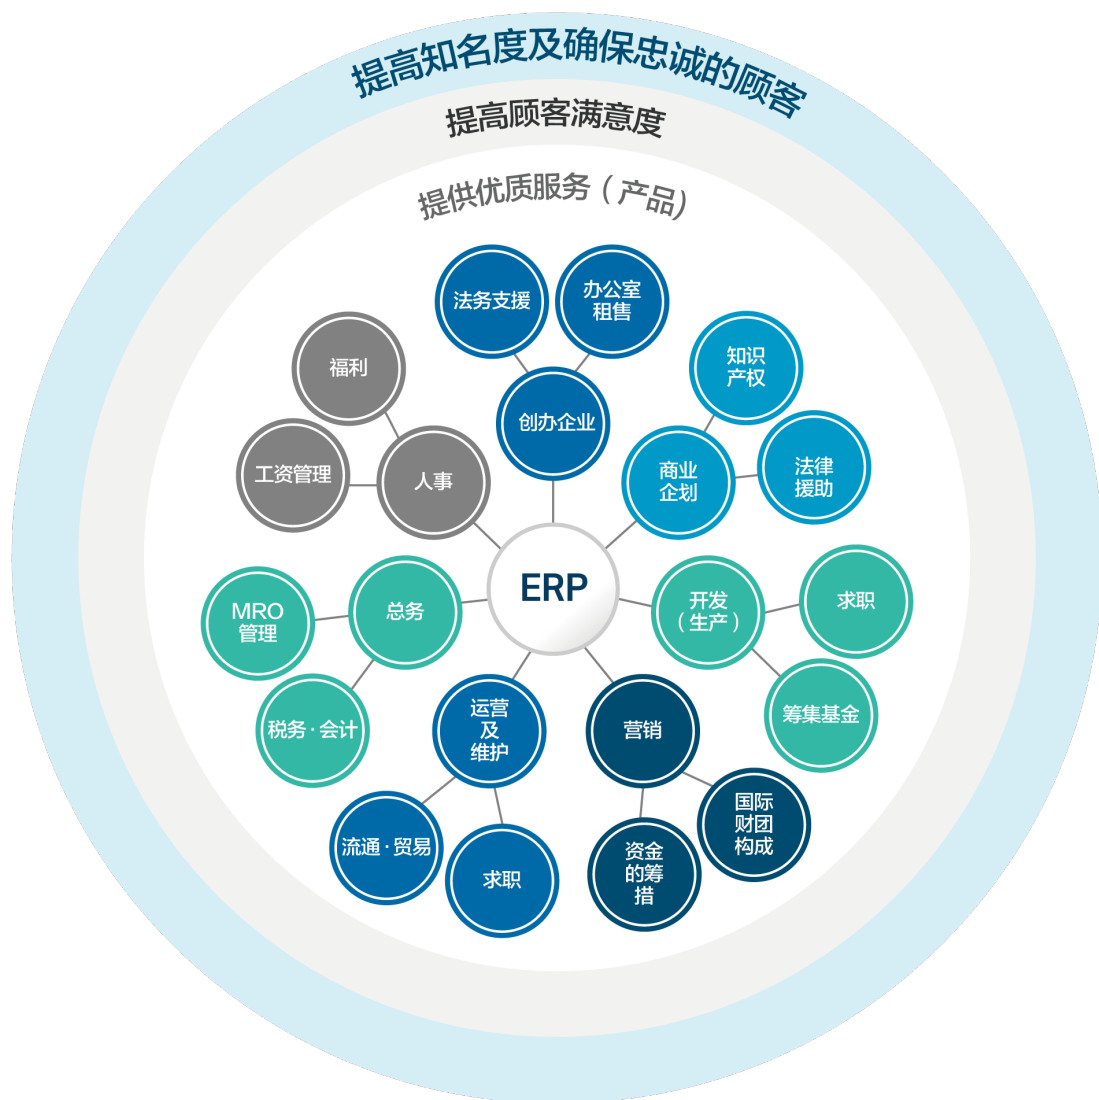 提高知名度及确保忠诚的顾客
提高顾客满意度
提供优质服务（产品）
法务支援
办公室
租售
创办企业
知识
产权
商业
企划
法律
援助
福利
工资管理
人事
ERP
开发
（生产）
求职
筹集基金
MRO
管理
总务
税务·会计
运营
及
维护
流通·贸易
求职
营销
国际
财团
构成
资金
的筹
措